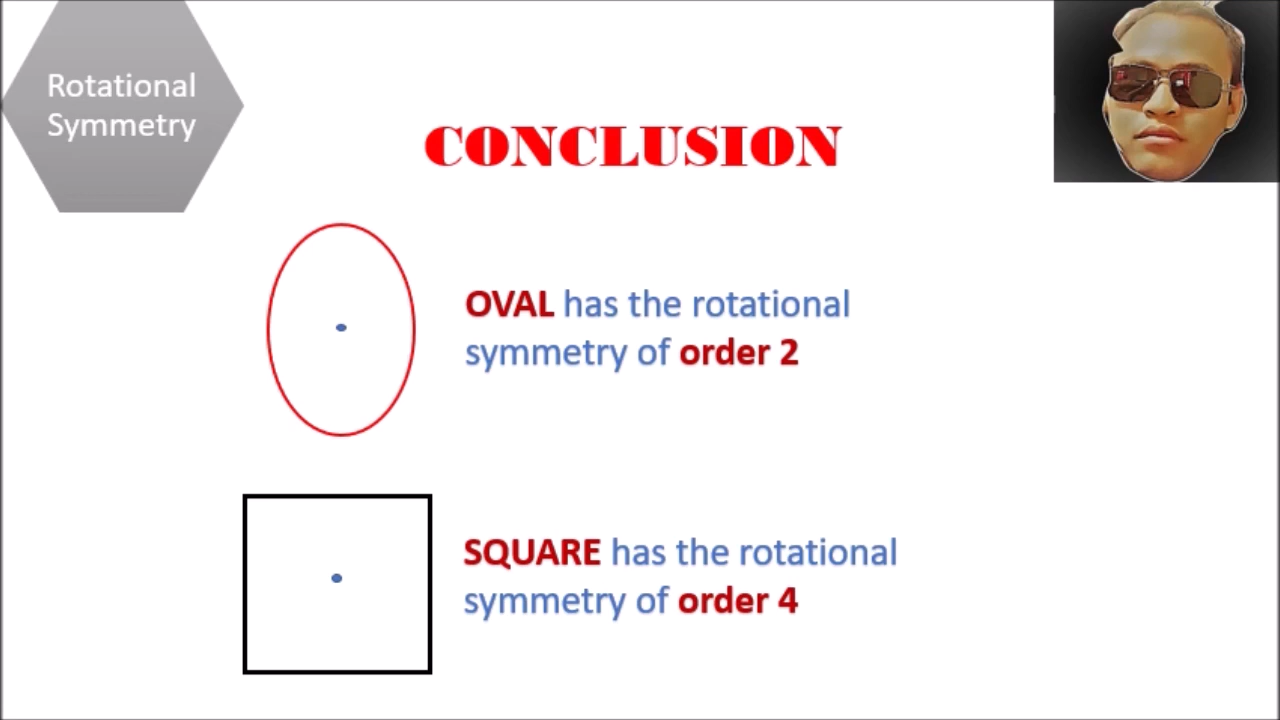 Rotational
Symmetry
CONCLUSION
OVAL has the rotational
symmetry of order 2
SQUARE has the rotational
symmetry of order 4